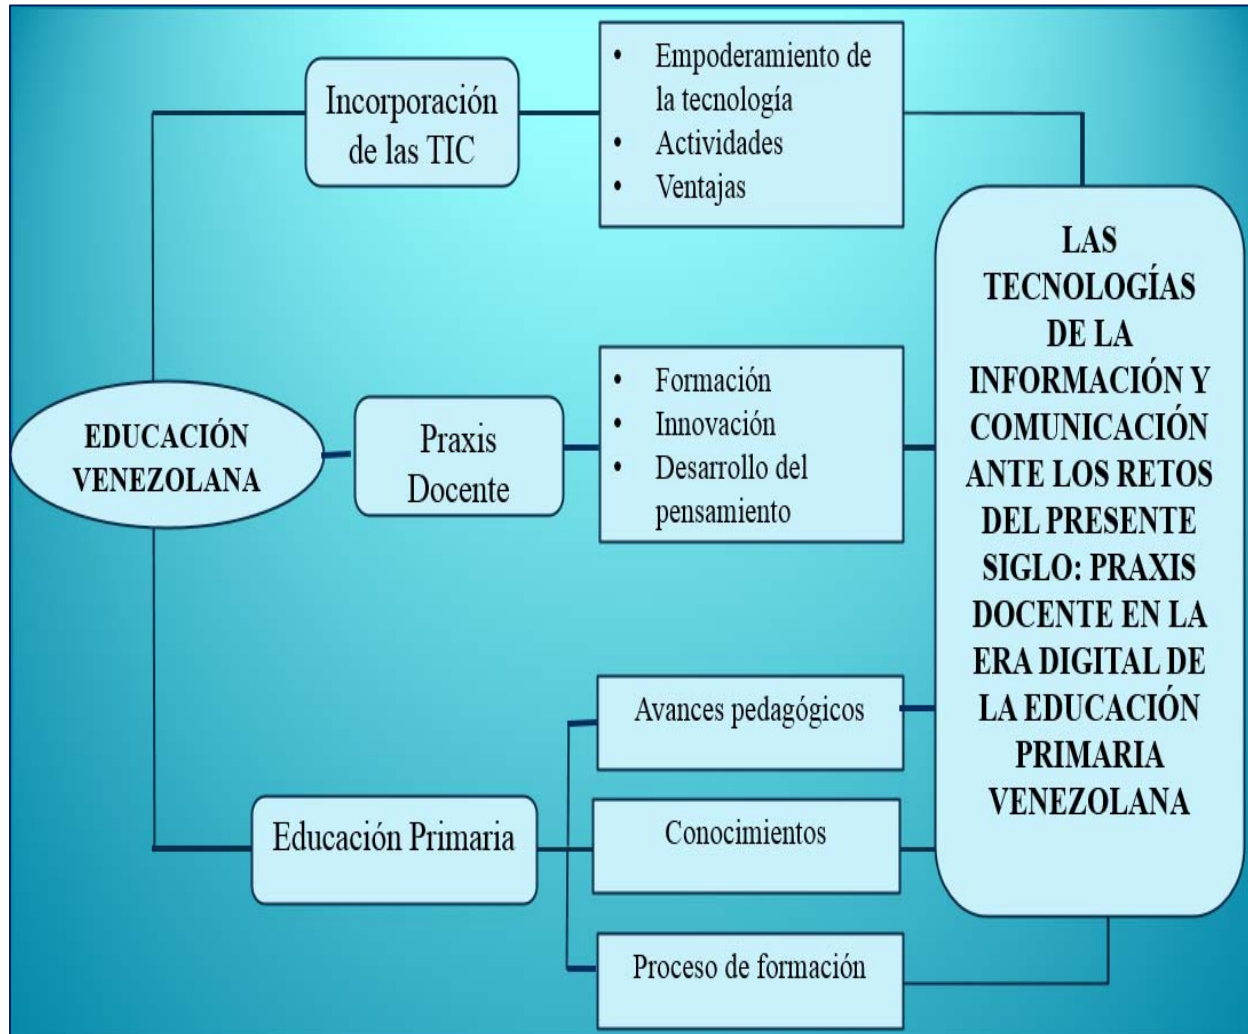 Incorporación
de las TIC
• Empoderamiento de
la tecnología
• Actividades
• Ventajas
EDUCACIÓN
VENEZOLANA
Praxis
Docente
• Formación
• Innovación
• Desarrollo del
pensamiento
Educación Primaria
Avances pedagógicos
Conocimientos
Proceso de formación
LAS
TECNOLOGÍAS
DE LA
INFORMACIÓN Y
COMUNICACIÓN
ANTE LOS RETOS
DEL PRESENTE
SIGLO: PRAXIS
DOCENTE EN LA
ERA DIGITAL DE
LA EDUCACIÓN
PRIMARIA
VENEZOLANA